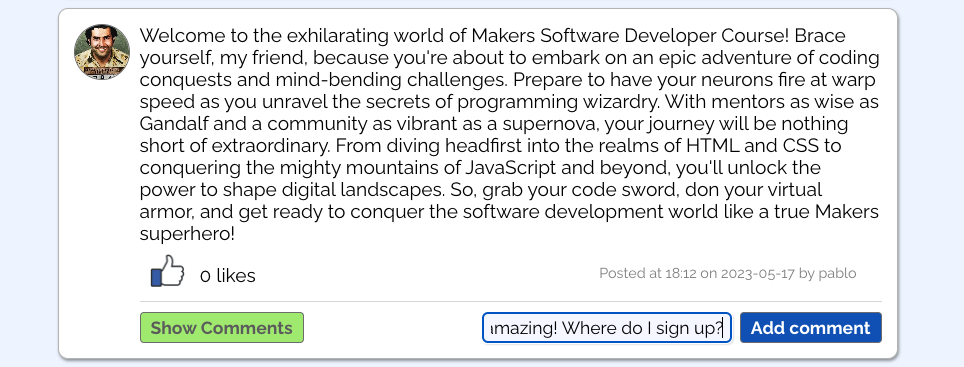 Welcome to the exhilarating world of Makers Software Developer Course! Brace
yourself, my friend, because you're about to embark on an epic adventure of coding
conquests and mind-bending challenges. Prepare to have your neurons fire at warp
speed as you unravel the secrets of programming wizardry. With mentors as wise as
Gandalf and a community as vibrant as a supernova, your journey will be nothing
short of extraordinary. From diving headfirst into the realms of HTML and CSS to
conquering the mighty mountains of JavaScript and beyond, you'll unlock the
power to shape digital landscapes. So, grab your code sword, don your virtual
armor, and get ready to conquer the software development world like a true Makers
superhero!
0 likes
Posted at 18:12 on 2023-05-17 by pablo
Show Comments
mazing! Where do I sign up?
Add comment